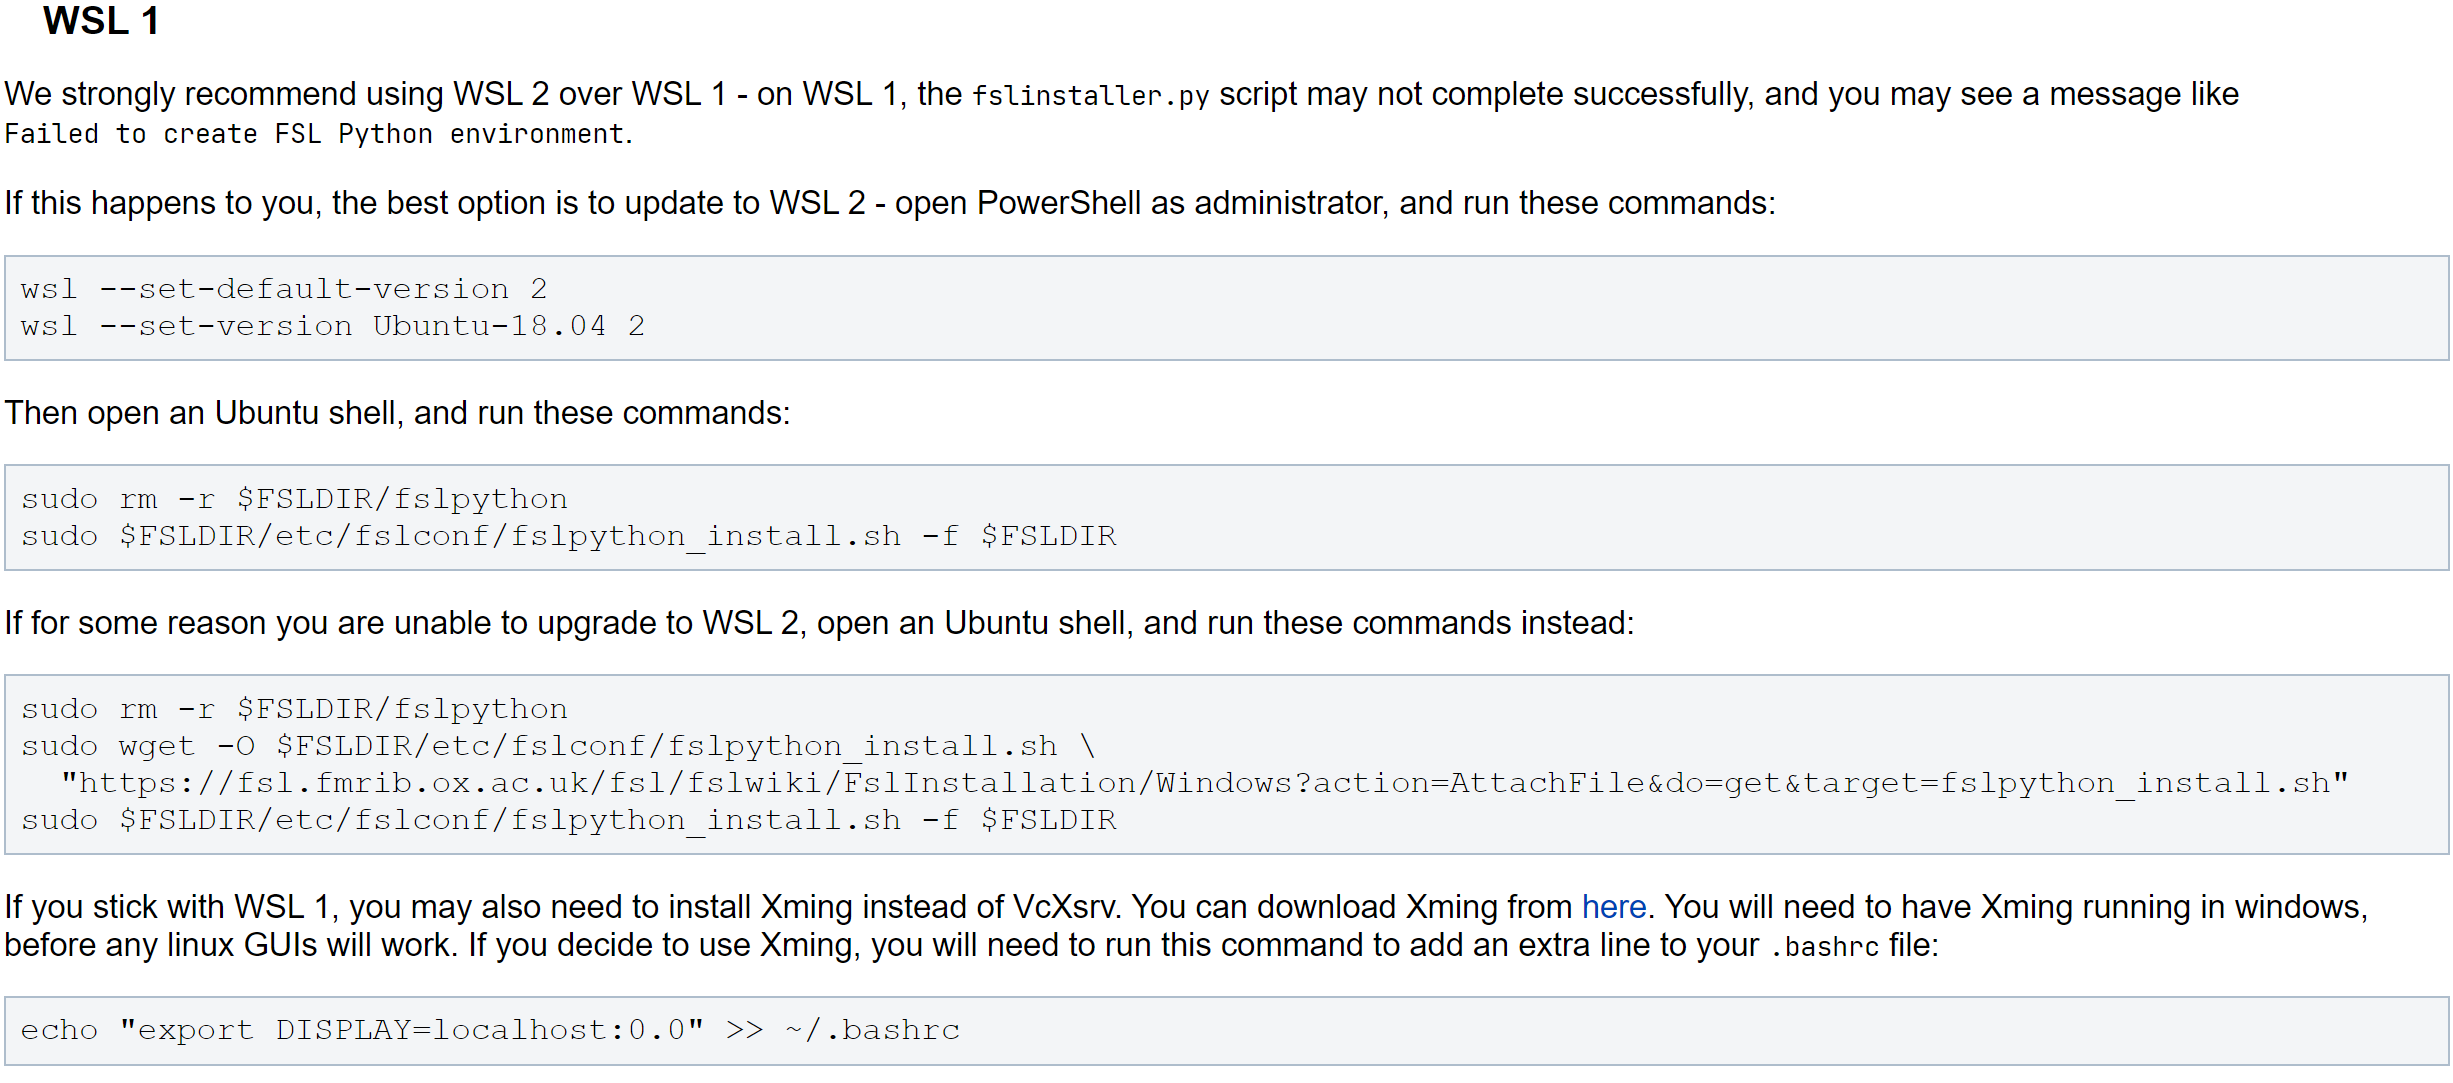 WSL 1
We strongly recommend using WSL 2 over WSL 1 - on WSL 1, the fslinstaller.py script may not complete successfully, and you may see a message like
Failed to create FSL Python environment.
If this happens to you, the best option is to update to WSL 2 - open PowerShell as administrator, and run these commands:
wsl --set-default-version 2
wsl --set-version Ubuntu-18.04 2
Then open an Ubuntu shell, and run these commands:
sudo rm -r $FSLDIR/fslpython
sudo $FSLDIR/etc/fslconf/fslpython_install.sh -f $FSLDIR
If for some reason you are unable to upgrade to WSL 2, open an Ubuntu shell, and run these commands instead:
sudo rm -r $FSLDIR/fslpython
sudo wget -O $FSLDIR/etc/fslconf/fslpython_install.sh \
  "https://fsl.fmrib.ox.ac.uk/fsl/fslwiki/FslInstallation/Windows?action=AttachFile&do=get&target=fslpython_install.sh"
sudo $FSLDIR/etc/fslconf/fslpython_install.sh -f $FSLDIR
If you stick with WSL 1, you may also need to install Xming instead of VcXsrv. You can download Xming from here. You will need to have Xming running in windows,
before any linux GUIs will work. If you decide to use Xming, you will need to run this command to add an extra line to your .bashrc file:
echo "export DISPLAY=localhost:0.0" >> ~/.bashrc